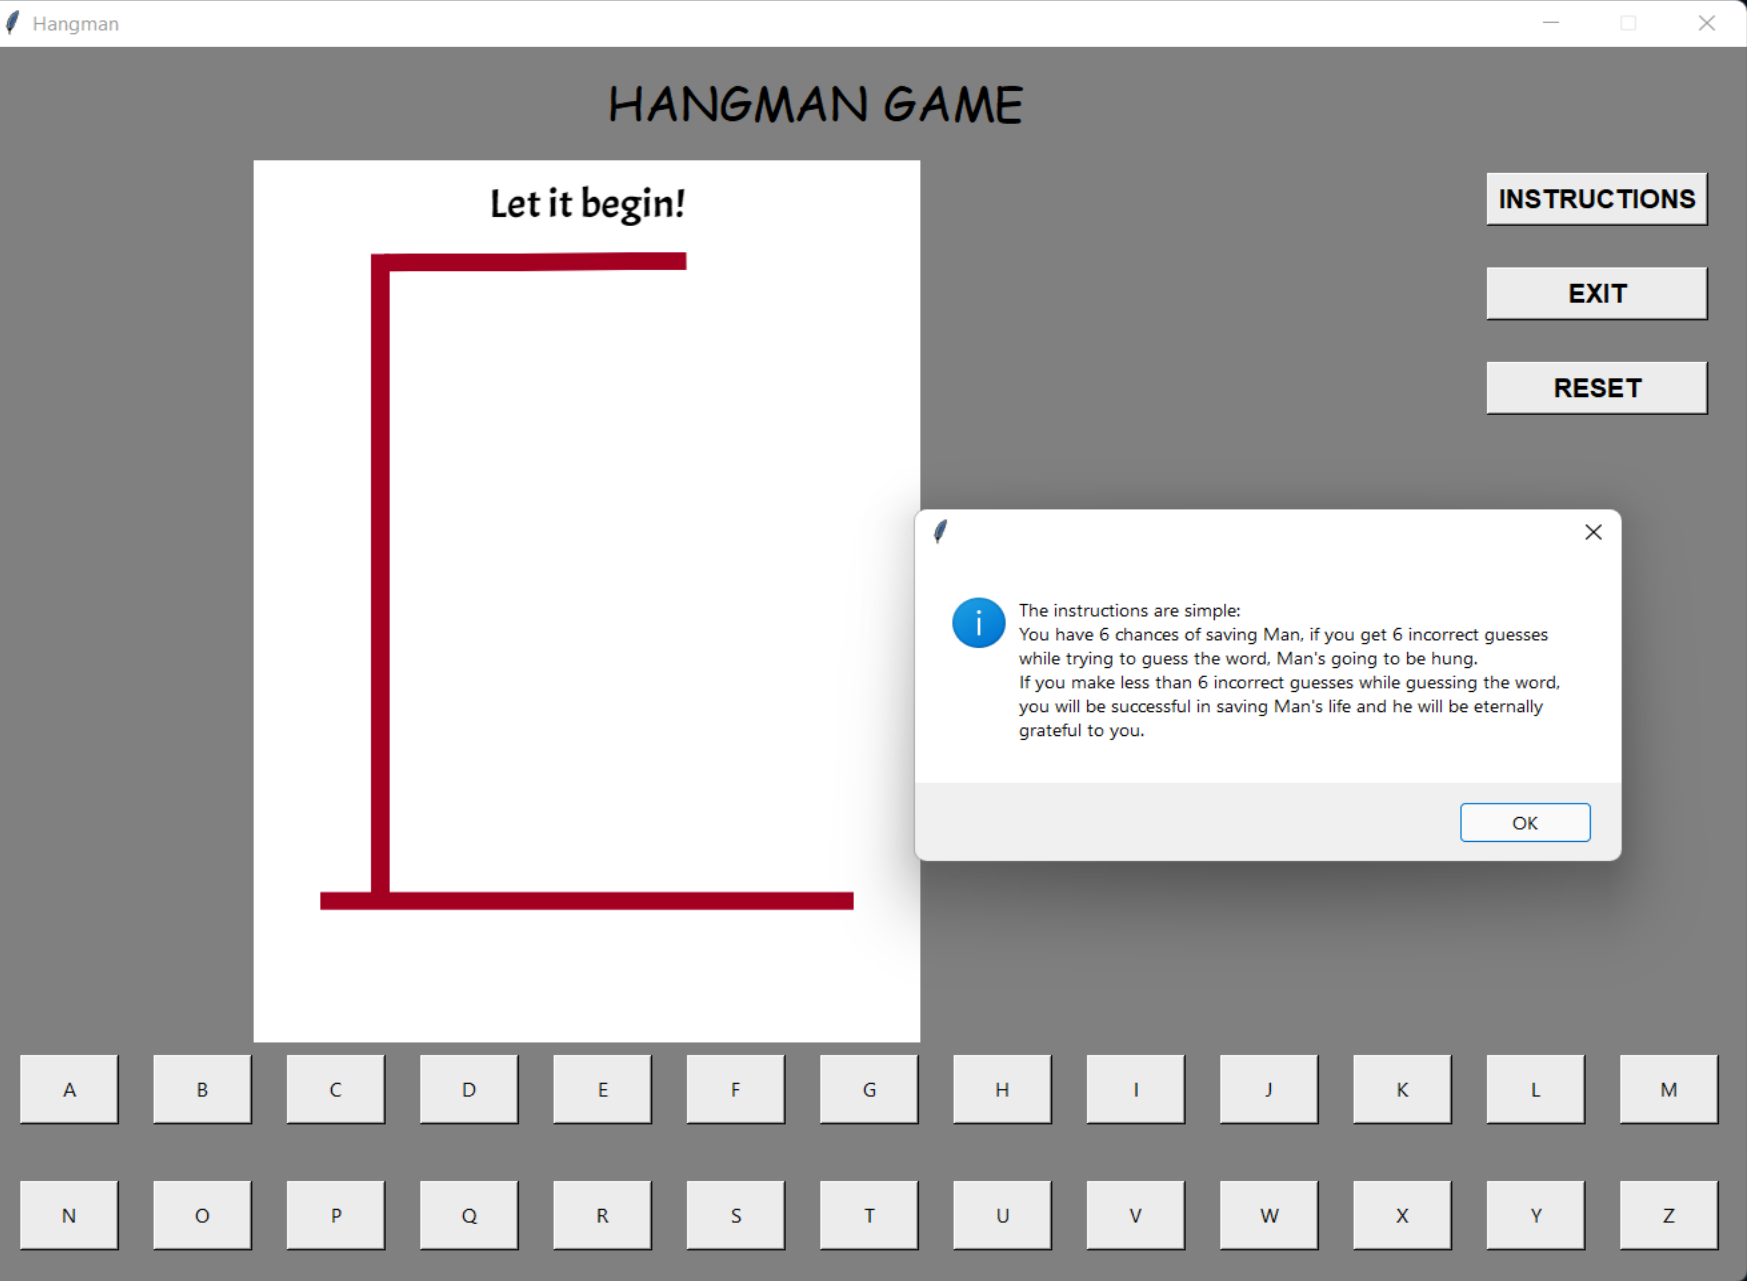 Hangman
HANGMAN GAME
Let it begin!
INSTRUCTIONS
EXIT
RESET
i
The instructions are simple:
You have 6 chances of saving Man, if you get 6 incorrect guesses
while trying to guess the word, Man's going to be hung.
If you make less than 6 incorrect guesses while guessing the word,
you will be successful in saving Man's life and he will be eternally
grateful to you.
OK
A B C D E F G H I J K L M
N O P Q R S T U V W X Y Z